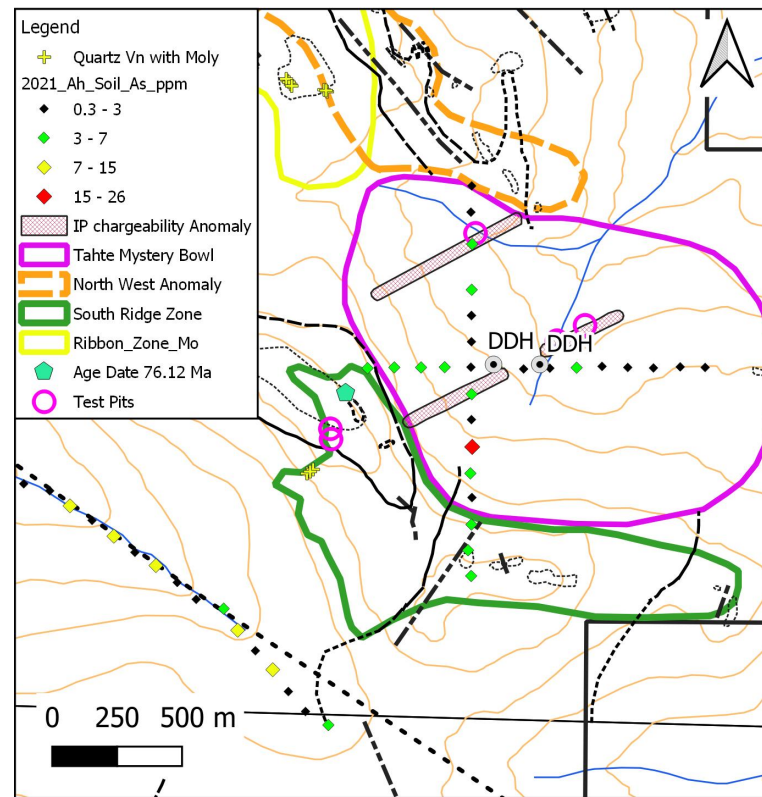 Legend
Quartz Vn with Moly
2021_Ah_Soil_As_ppm
0.3 - 3
3 - 7
7 - 15
15 - 26
IP chargeability Anomaly
Tahte Mystery Bowl
North West Anomaly
South Ridge Zone
Ribbon_Zone_Mo
Age Date 76.12 Ma
Test Pits
DDH DDH
0 250 500 m